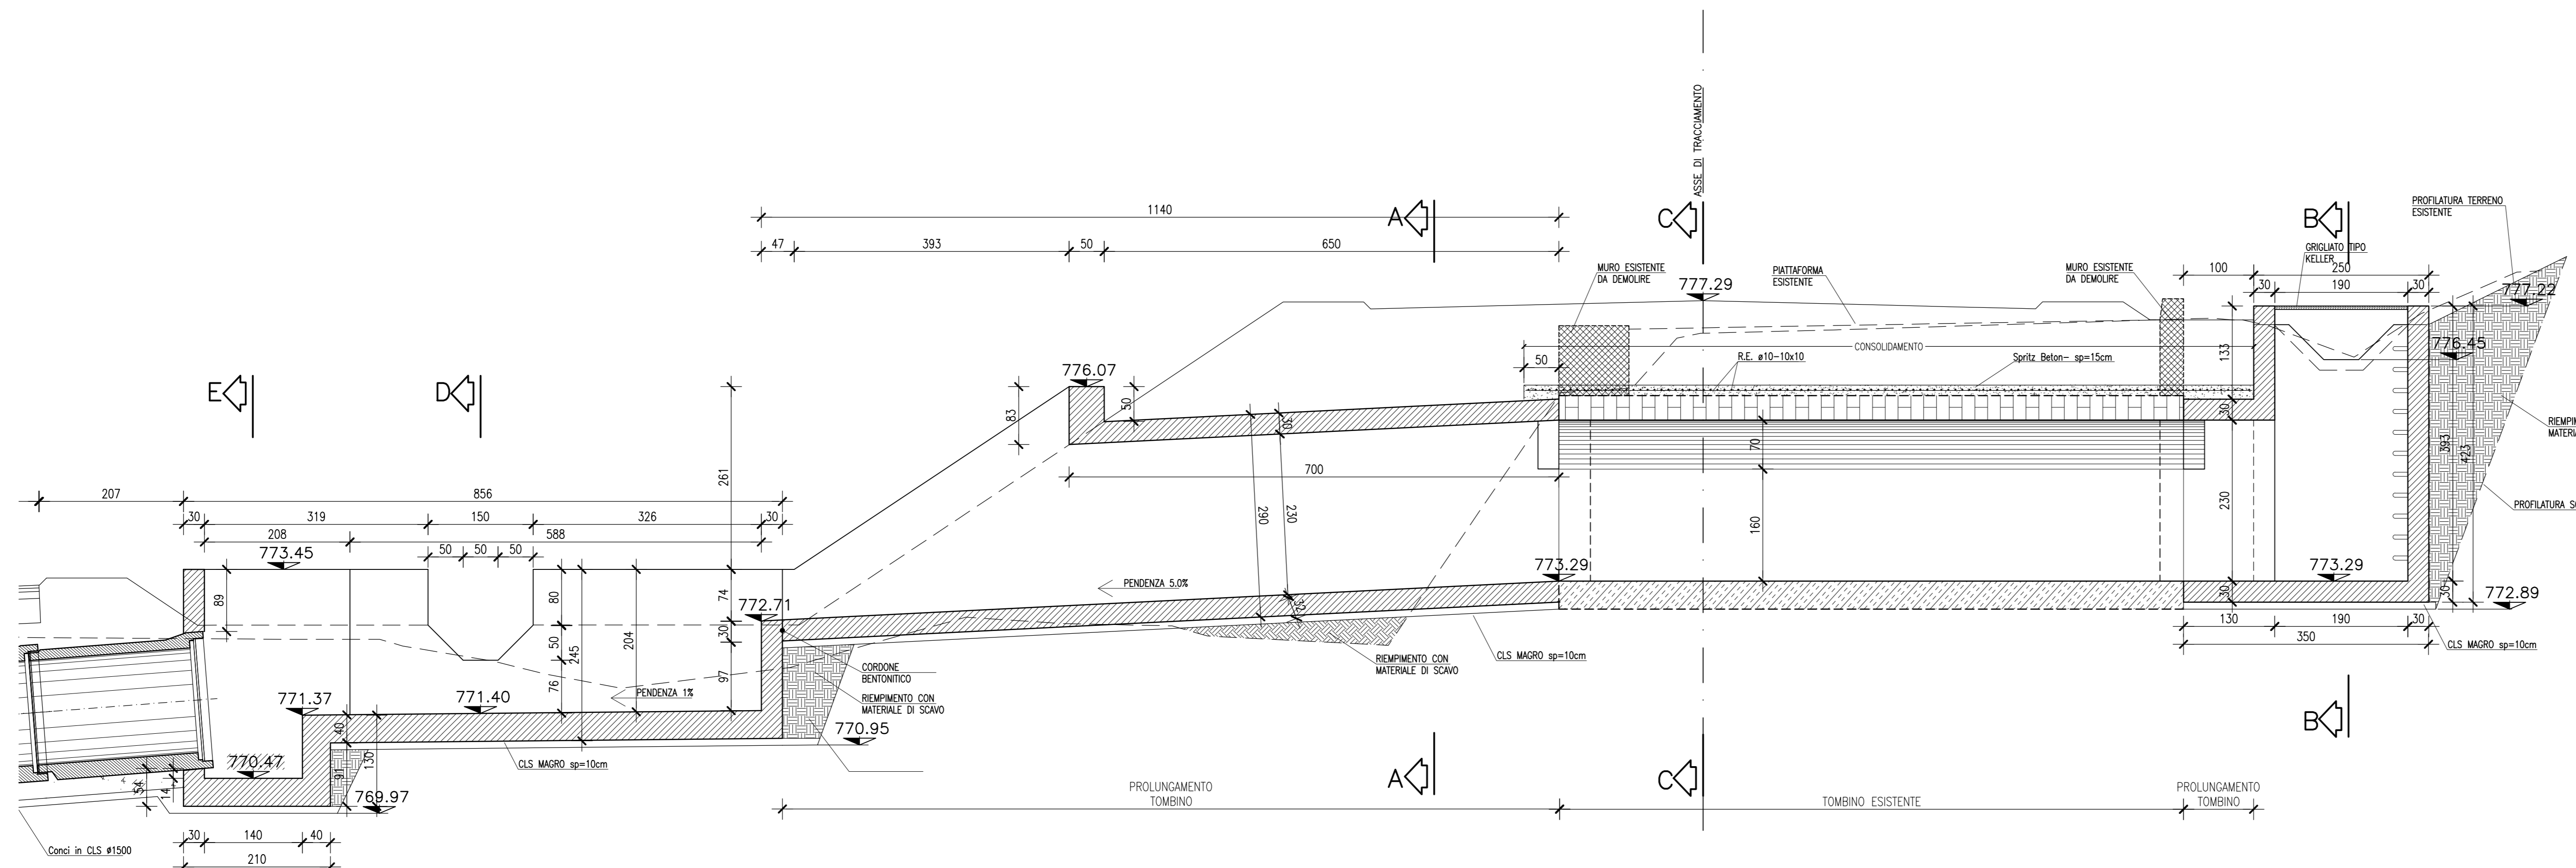 ASSE DI TRACCIAMENTO
1140
47
393
50
650
A
C
B
PROFILATURA TERRENO
ESISTENTE
GRIGLIATO TIPO
KELLER
100
250
30
190
30
777.22
MURO ESISTENTE
DA DEMOLIRE
777.29
PIATTAFORMA
ESISTENTE
MURO ESISTENTE
DA DEMOLIRE
CONSOLIDAMENTO
R.E. ø10-10x10
Spritz Beton- sp=15cm
50
133
776.45
E
D
776.07
83
50
30
30
RIEMPI
MATERI
393
423
70
700
261
290
230
160
230
PROFILATURA S
207
856
30
319
150
326
30
208
588
50
50
50
773.45
773.29
773.29
89
80
74
PENDENZA 5.0%
32
30
30
772.89
772.71
50
245
204
30
130
190
30
350
CLS MAGRO sp=10cm
CLS MAGRO sp=10cm
RIEMPIMENTO CON
MATERIALE DI SCAVO
CORDONE
BENTONITICO
RIEMPIMENTO CON
MATERIALE DI SCAVO
76
97
PENDENZA 1%
771.37
771.40
40
130
91
770.95
CLS MAGRO sp=10cm
770.47
54
14
769.97
B
A
C
PROLUNGAMENTO
TOMBINO
TOMBINO ESISTENTE
PROLUNGAMENTO
TOMBINO
30
140
40
210
Conci in CLS Ø1500